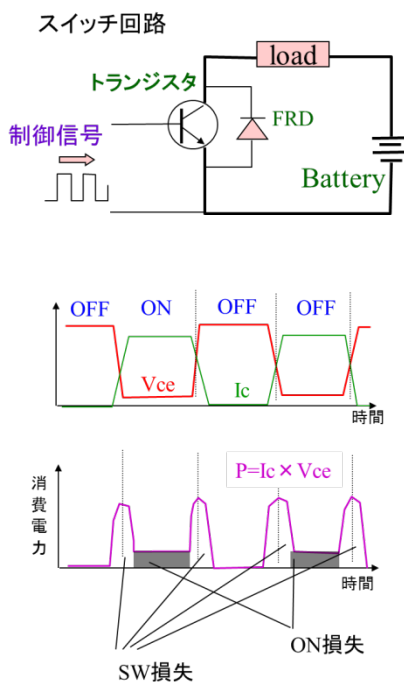 スイッチ回路
load
トランジスタ
FRD
制御信号
Battery
OFF ON OFF OFF
Vce Ic
時間
P=Ic×Vce
消費電力
時間
ON損失
SW損失